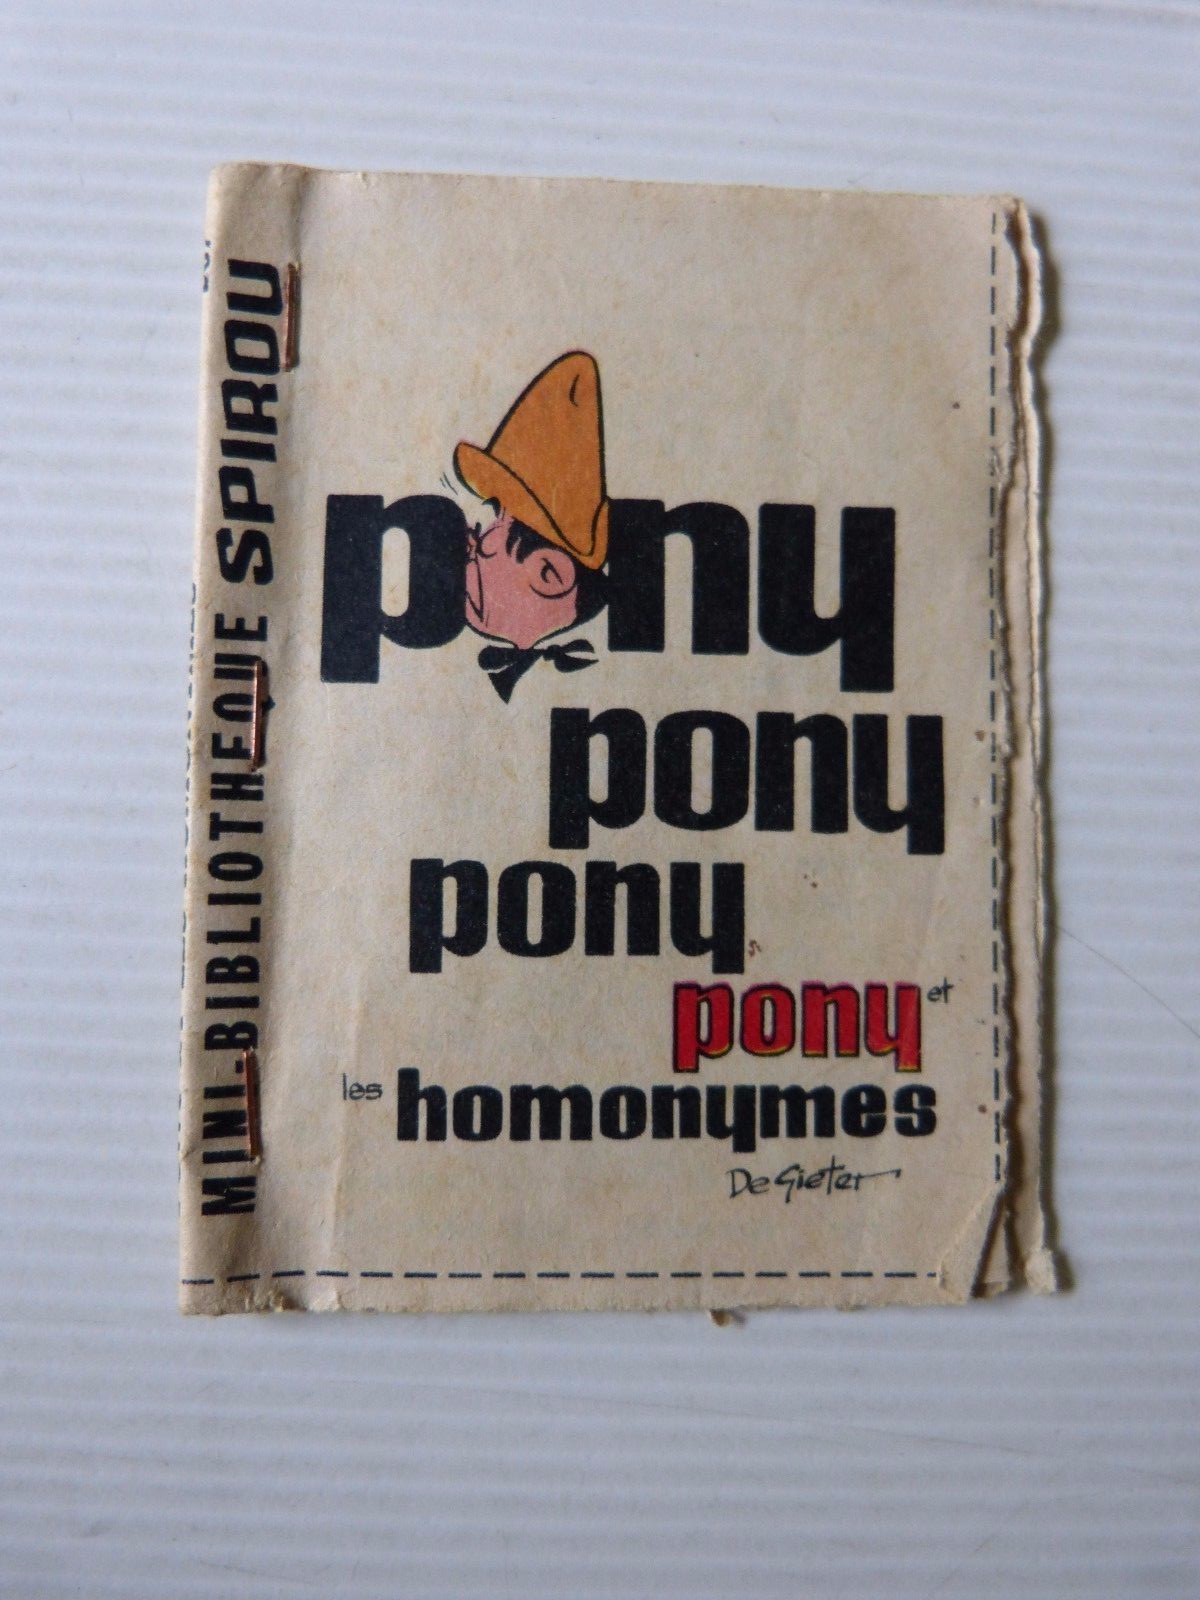 MINI-BIBLIOTHEQUE SPIROU
pony
pony
pony
pony et
les homonymes
De Gieter